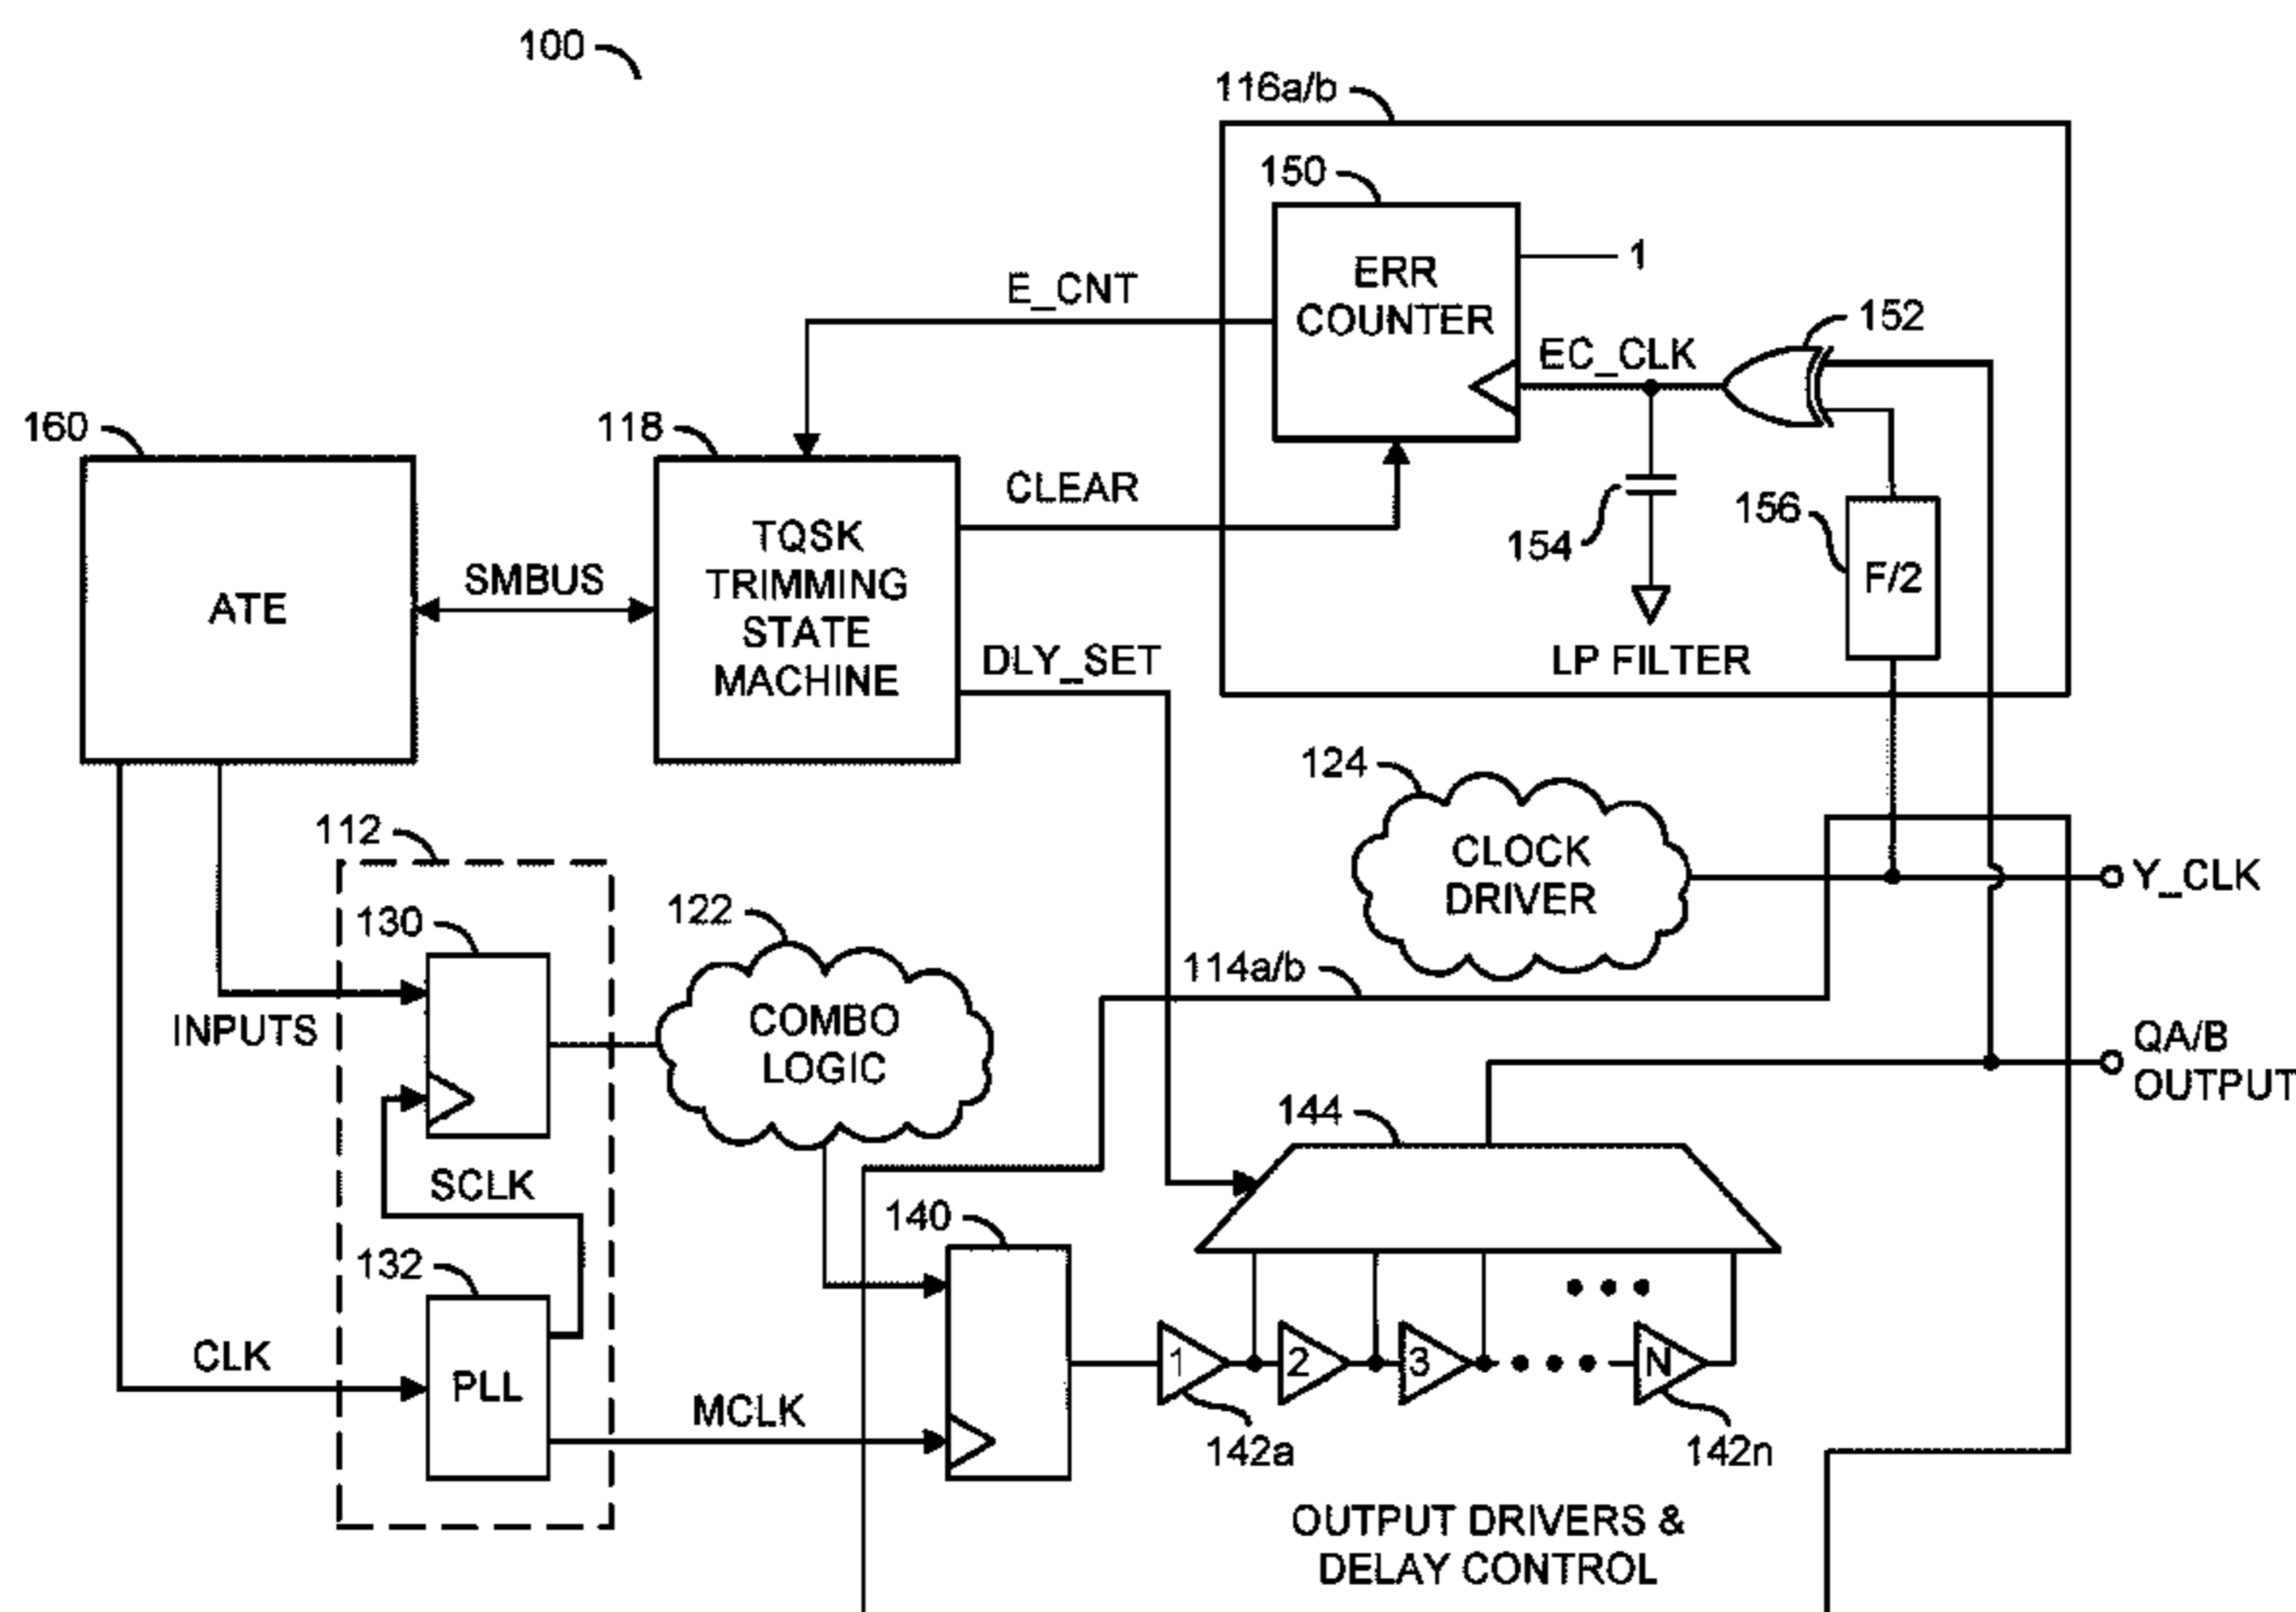 100
116a/b
150
ERR
COUNTER
1
E_CNT
EC_CLK
152
160
118
CLEAR
154
156
F/2
ATE
SMBUS
TQSK
TRIMMING
STATE
MACHINE
DLY_SET
LP FILTER
124
CLOCK
DRIVER
Y_CLK
112
130
122
114a/b
INPUTS
COMBO
LOGIC
QA/B
OUTPUT
144
SCLK
140
132
CLK
PLL
MCLK
1
2
3
N
142a
142n
OUTPUT DRIVERS &
DELAY CONTROL